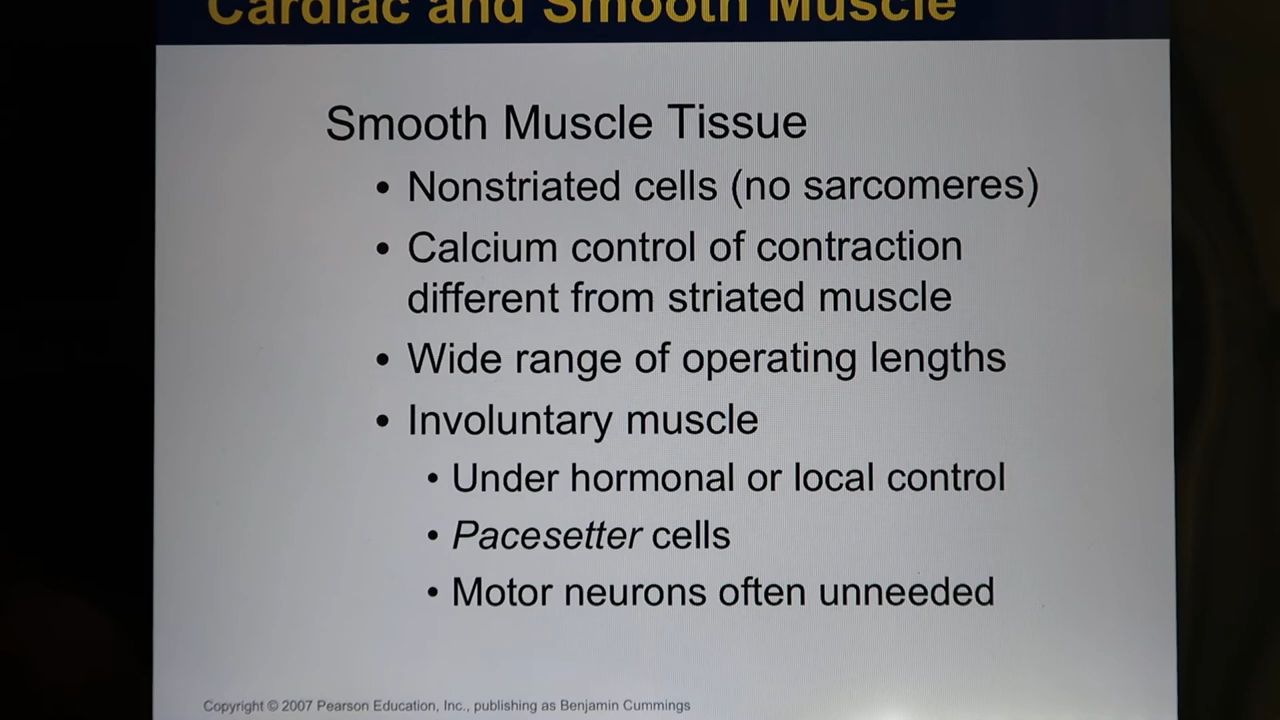 Cardiac and Smooth Muscle
Smooth Muscle Tissue
• Nonstriated cells (no sarcomeres)
• Calcium control of contraction
different from striated muscle
• Wide range of operating lengths
• Involuntary muscle
• Under hormonal or local control
• Pacesetter cells
• Motor neurons often unneeded
Copyright © 2007 Pearson Education, Inc., publishing as Benjamin Cummings